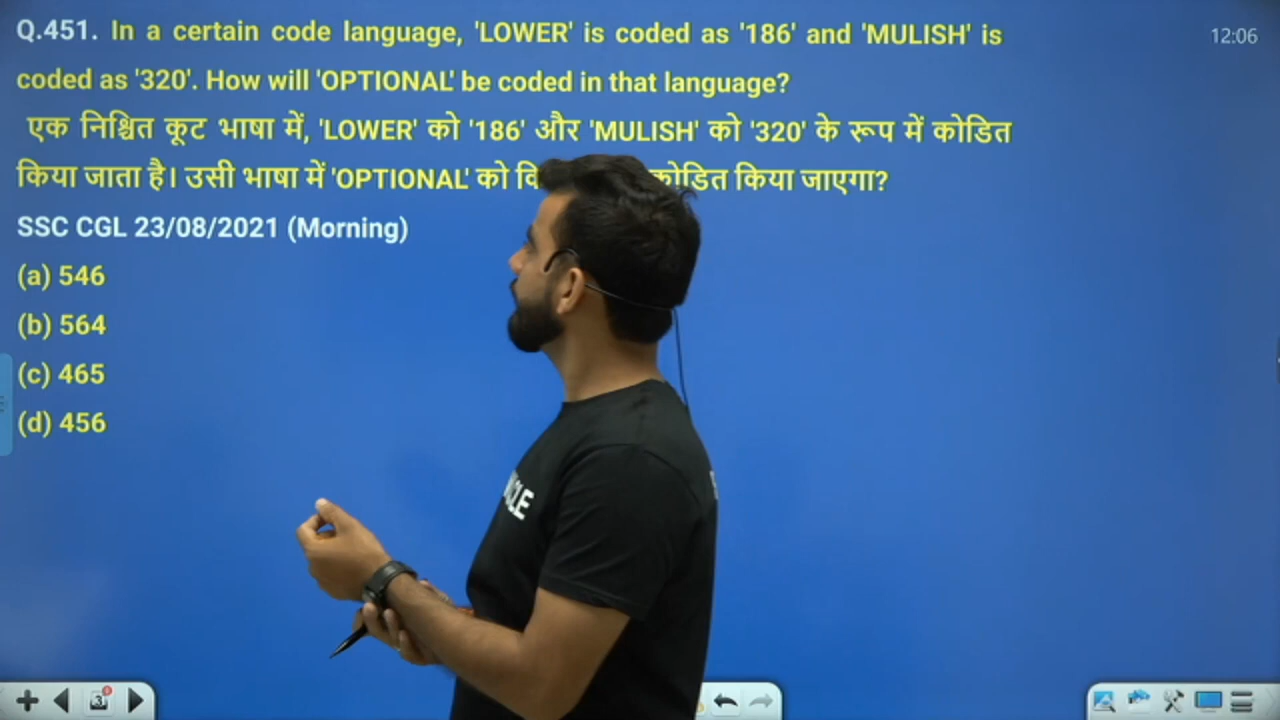 Q.451. In a certain code language, 'LOWER' is coded as '186' and 'MULISH' is
12:06
coded as '320'. How will 'OPTIONAL' be coded in that language?
एक निश्चित कूट भाषा में, 'LOWER' को '186' और 'MULISH' को '320' के रूप में कोडित
किया जाता है। उसी भाषा में 'OPTIONAL' को कोडित किया जाएगा?
SSC CGL 23/08/2021 (Morning)
(a) 546
(b) 564
(c) 465
(d) 456